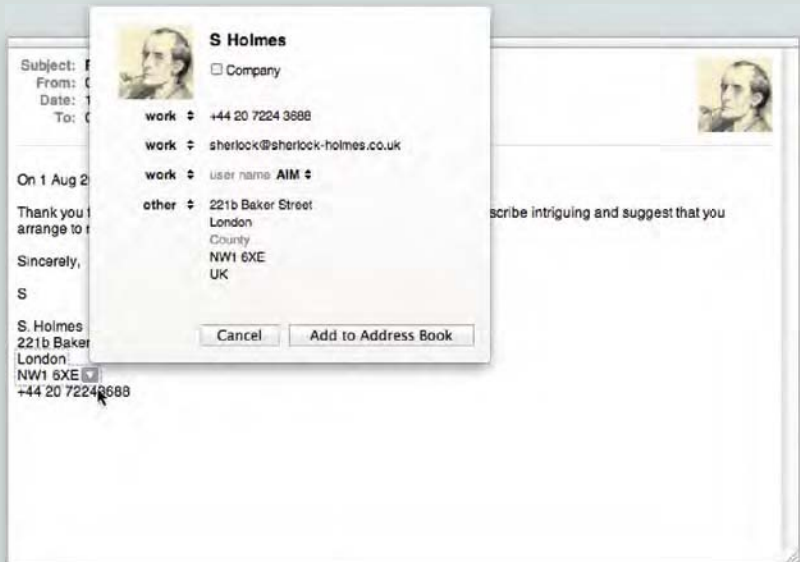 S Holmes
Company
work +44 20 7224 3688
work sherlock@sherlock-holmes.co.uk
work user name AIM
other 221b Baker Street
London
County
NW1 6XE
UK
Cancel Add to Address Book
Subject: F
From:
Date: 1
To:
On 1 Aug 2
Thank you scribe intriguing and suggest that you
arrange to
Sincerely,
S
S. Holmes
221b Baker
London
NW1 6XE
+44 20 72243688